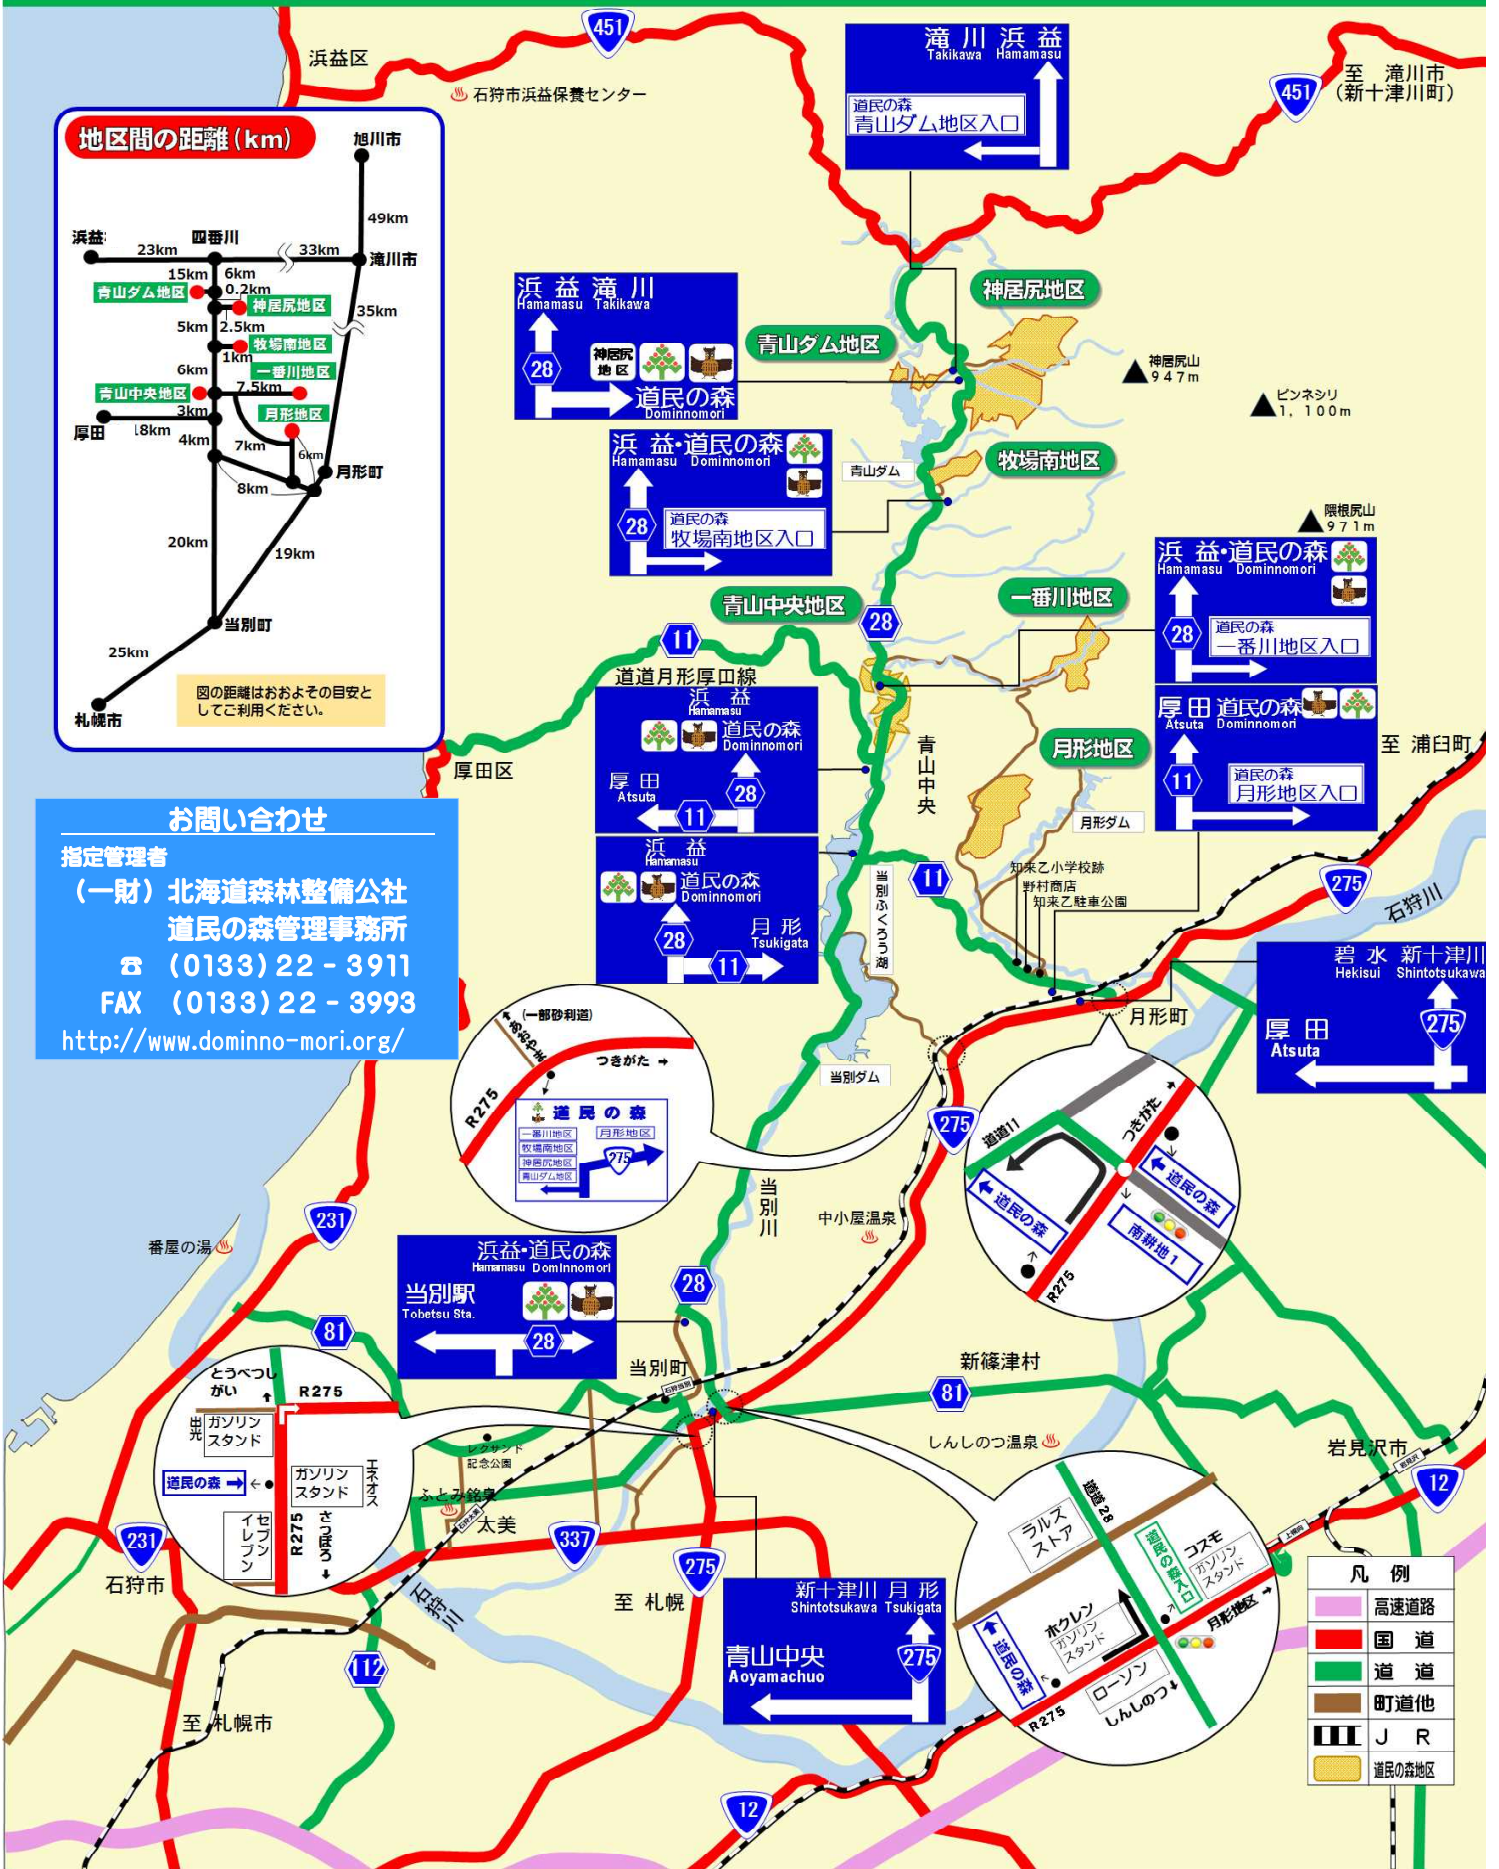 451
浜益区
石狩市浜益保養センター
滝川 浜益
Takikawa Hamamasu
道民の森
青山ダム地区入口
451
至 滝川市
(新十津川町)
地区間の距離(km)
旭川市
49km
浜益
23km
四番川
33km
滝川市
15km
6km
青山ダム地区
0.2km
神居尻地区
35km
5km
2.5km
牧場南地区
1km
6km
一番川地区
青山中央地区
7.5km
3km
月形地区
厚田
18km
4km
7km
6km
月形町
8km
20km
19km
当別町
25km
札幌市
図の距離はおおよその目安と
してご利用ください。
浜益 滝川
Hamamasu Takikawa
28
神居尻
地区
道民の森
Dominnomori
青山ダム地区
神居尻地区
神居尻山
947m
ピンネシリ
1,100m
浜益・道民の森
Hamamasu Dominnomori
28
道民の森
牧場南地区入口
青山ダム
牧場南地区
隈根尻山
971m
浜益・道民の森
Hamamasu Dominnomori
28
道民の森
一番川地区入口
青山中央地区
28
一番川地区
11
道道月形厚田線
浜益
Hamamasu
道民の森
Dominnomori
厚田
Atsuta
28
11
厚田 道民の森
Atsuta Dominnomori
11
道民の森
月形地区入口
至 浦臼町
厚田区
青山中央
月形地区
月形ダム
お問い合わせ
指定管理者
(一財)北海道森林整備公社
道民の森管理事務所
☎ (0133)22-3911
FAX (0133)22-3993
http://www.dominno-mori.org/
浜益
Hamamasu
道民の森
Dominnomori
28
月形
Tsukigata
11
当別ふくろう湖
11
知来乙小学校跡
野村商店
知来乙駐車公園
275
石狩川
碧水 新十津川
Hekisui Shintotsukawa
厚田
Atsuta
275
月形町
(一部砂利道)
あおやま
つきがた
R275
道民の森
一番川地区
牧場南地区
神居尻地区
青山ダム地区
月形地区
275
当別ダム
275
道道11
つきがた
道民の森
道民の森
南耕地1
R275
当別川
中小屋温泉
231
番屋の湯
浜益・道民の森
Hamamasu Dominnomori
当別駅
Tobetsu Sta.
28
28
81
当別町
石狩当別
新篠津村
81
とうべつし
がい
R275
出光
ガソリン
スタンド
道民の森
ガソリン
スタンド
エネオス
セブン
イレブン
R275
さっぽろ
レクサンド
記念公園
ふとみ銘泉
石狩太美
太美
しんしのつ温泉
岩見沢市
岩見沢
12
231
石狩市
石狩川
337
275
至 札幌
道道28
ラルズ
ストア
道民の森入口
コスモ
ガソリン
スタンド
上幌向
ホクレン
ガソリン
スタンド
月形地区
道民の森
ローソン
しんしのつ
R275
新十津川 月形
Shintotsukawa Tsukigata
青山中央
Aoyamachuo
275
112
至 札幌市
12
凡例
高速道路
国道
道道
町道他
JR
道民の森地区